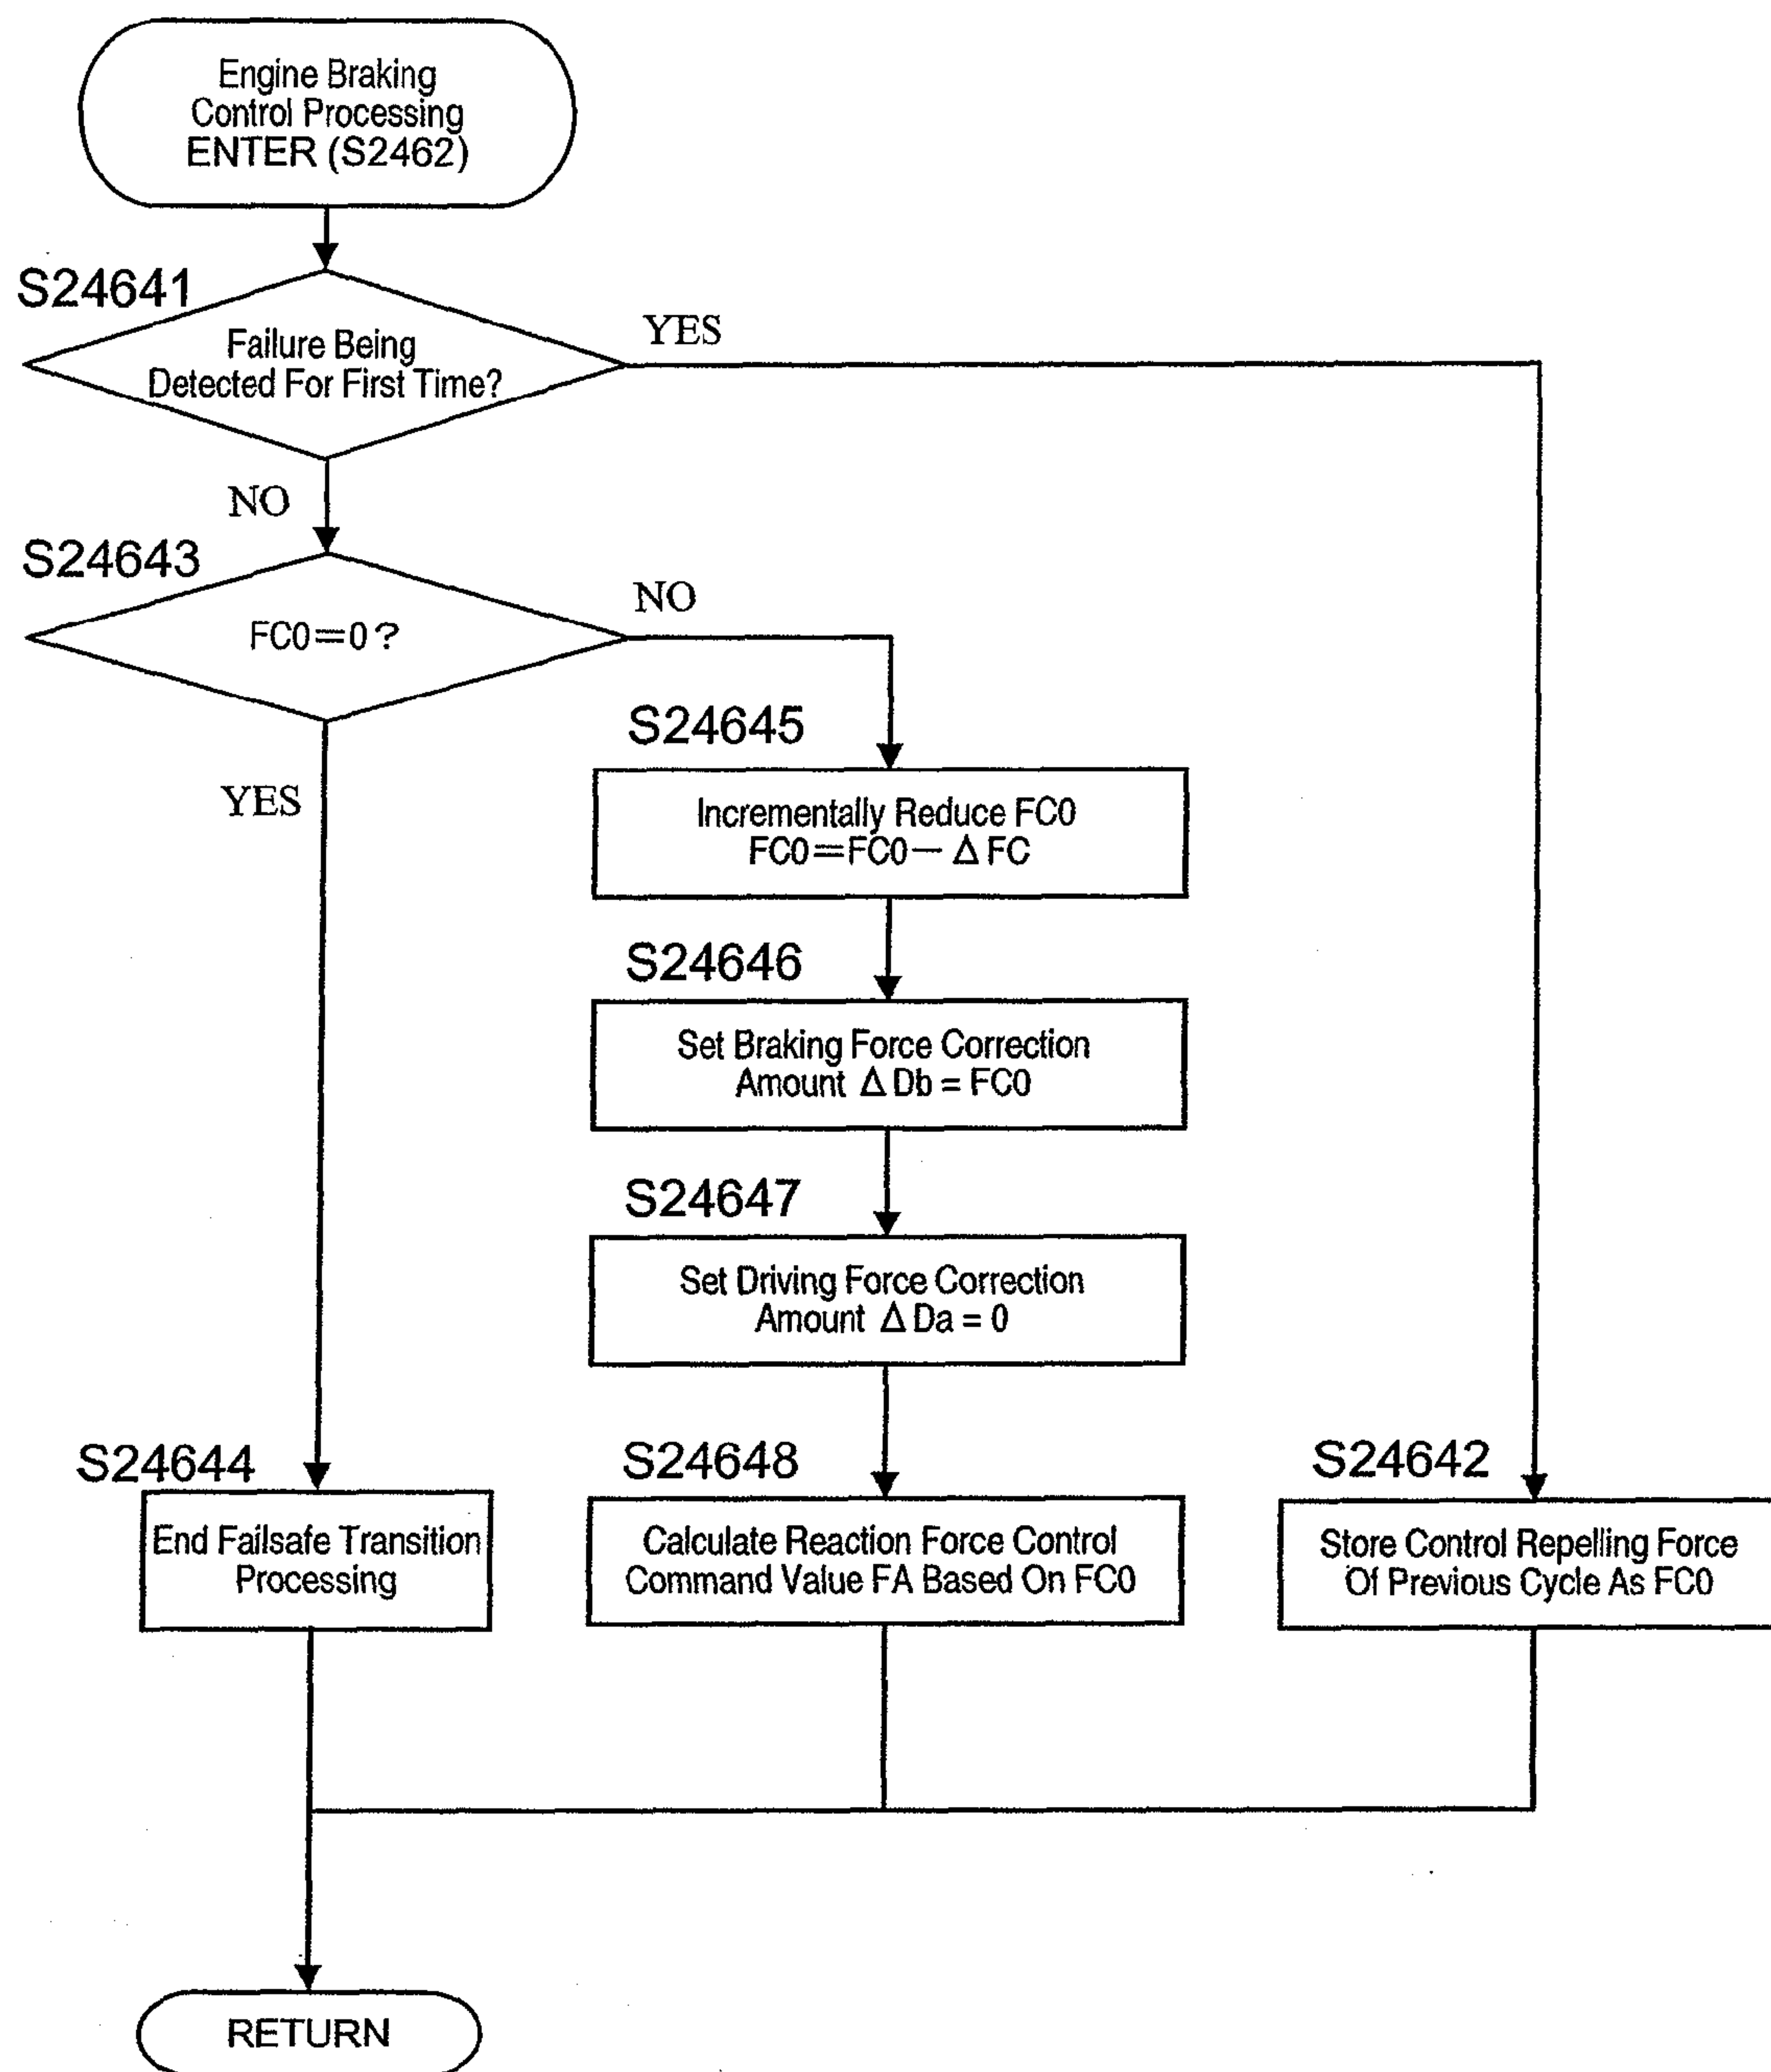 Engine Braking
Control Processing
ENTER (S2462)
S24641
Failure Being
Detected For First Time?
YES
NO
S24643
FC0=0?
NO
YES
S24645
Incrementally Reduce FC0
FC0=FC0－ΔFC
S24646
Set Braking Force Correction
Amount ΔDb = FC0
S24647
Set Driving Force Correction
Amount ΔDa = 0
S24644
End Failsafe Transition
Processing
S24648
Calculate Reaction Force Control
Command Value FA Based On FC0
S24642
Store Control Repelling Force
Of Previous Cycle As FC0
RETURN